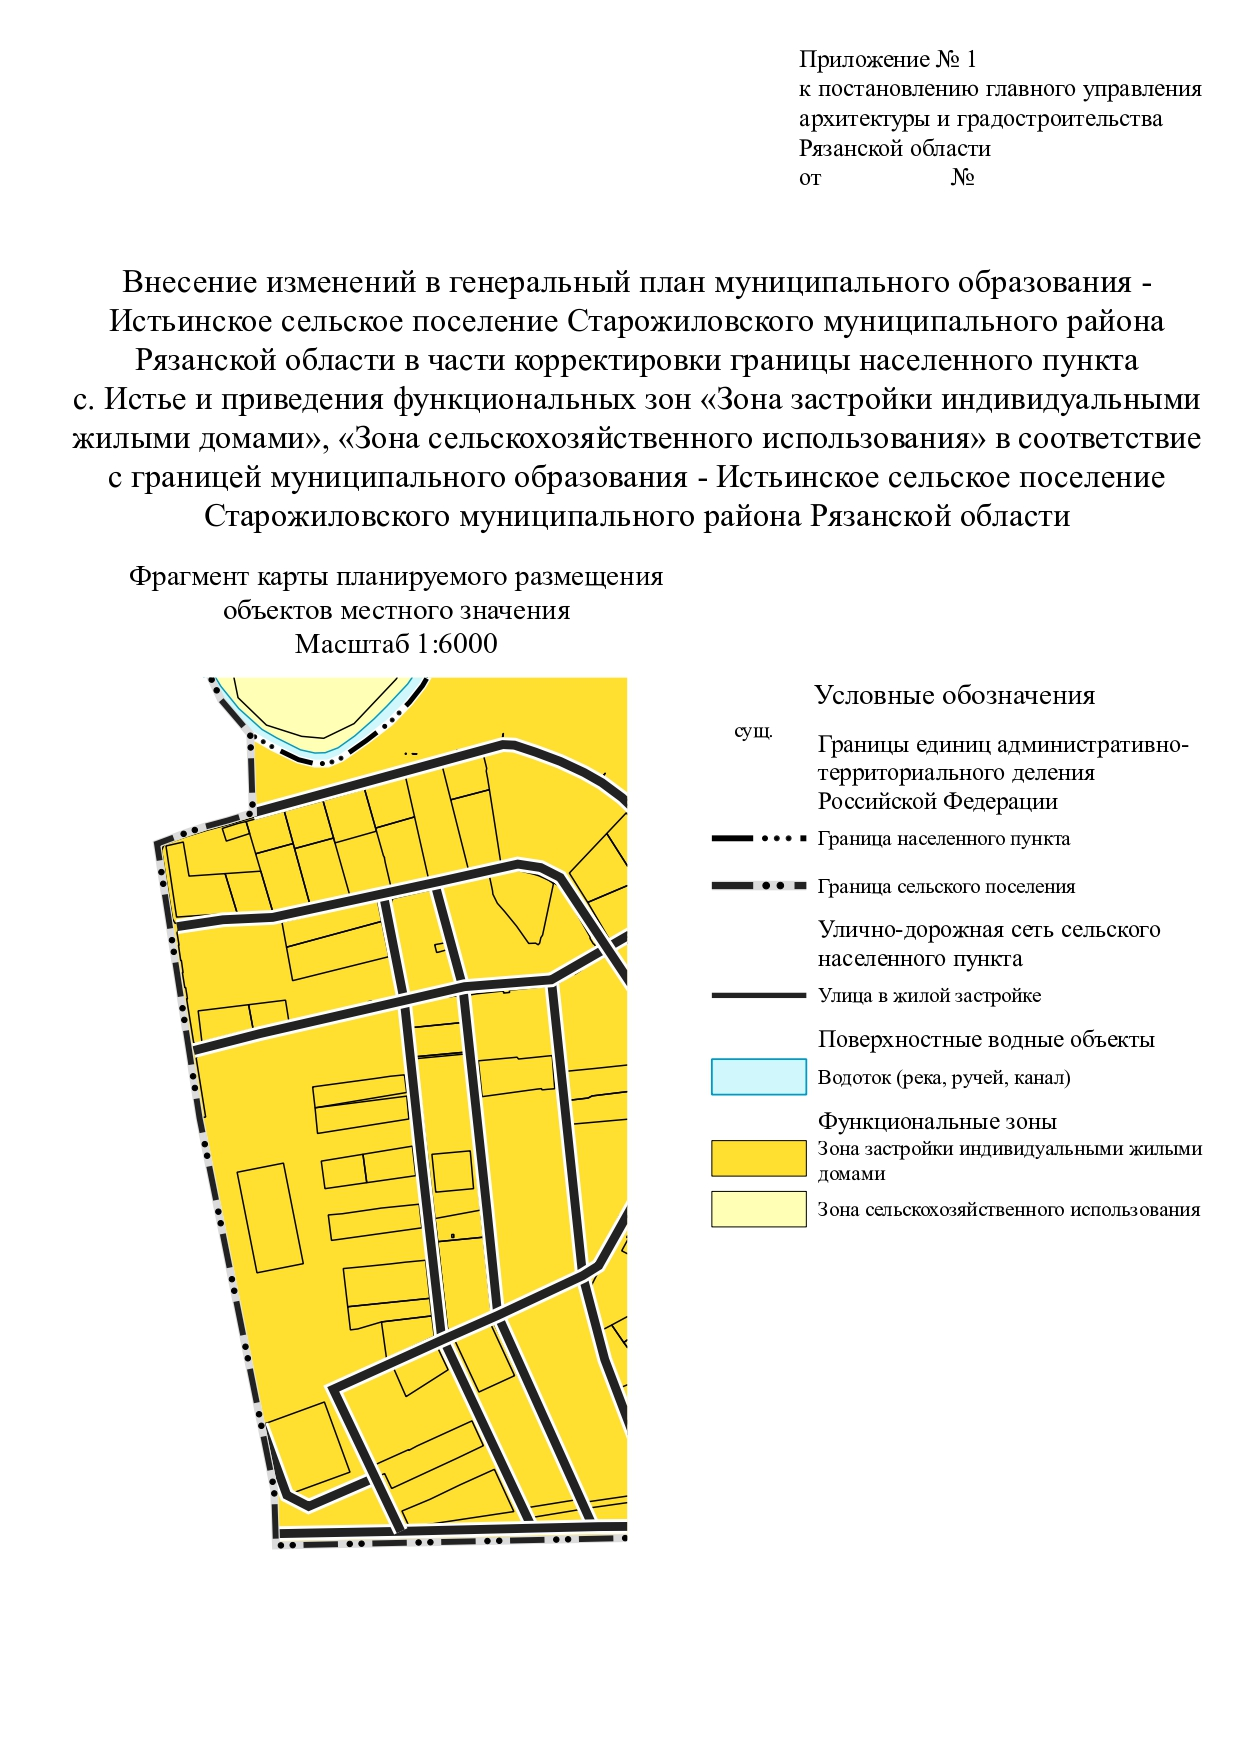 Приложение № 1
к постановлению главного управления
архитектуры и градостроительства
Рязанской области
от №
Внесение изменений в генеральный план муниципального образования -
Истьинское сельское поселение Старожиловского муниципального района
Рязанской области в части корректировки границы населенного пункта
с. Истье и приведения функциональных зон «Зона застройки индивидуальными
жилыми домами», «Зона сельскохозяйственного использования» в соответствие
с границей муниципального образования - Истьинское сельское поселение
Старожиловского муниципального района Рязанской области
Фрагмент карты планируемого размещения
объектов местного значения
Масштаб 1:6000
Условные обозначения
сущ.
Границы единиц административно-
территориального деления
Российской Федерации
Граница населенного пункта
Граница сельского поселения
Улично-дорожная сеть сельского
населенного пункта
Улица в жилой застройке
Поверхностные водные объекты
Водоток (река, ручей, канал)
Функциональные зоны
Зона застройки индивидуальными жилыми
домами
Зона сельскохозяйственного использования